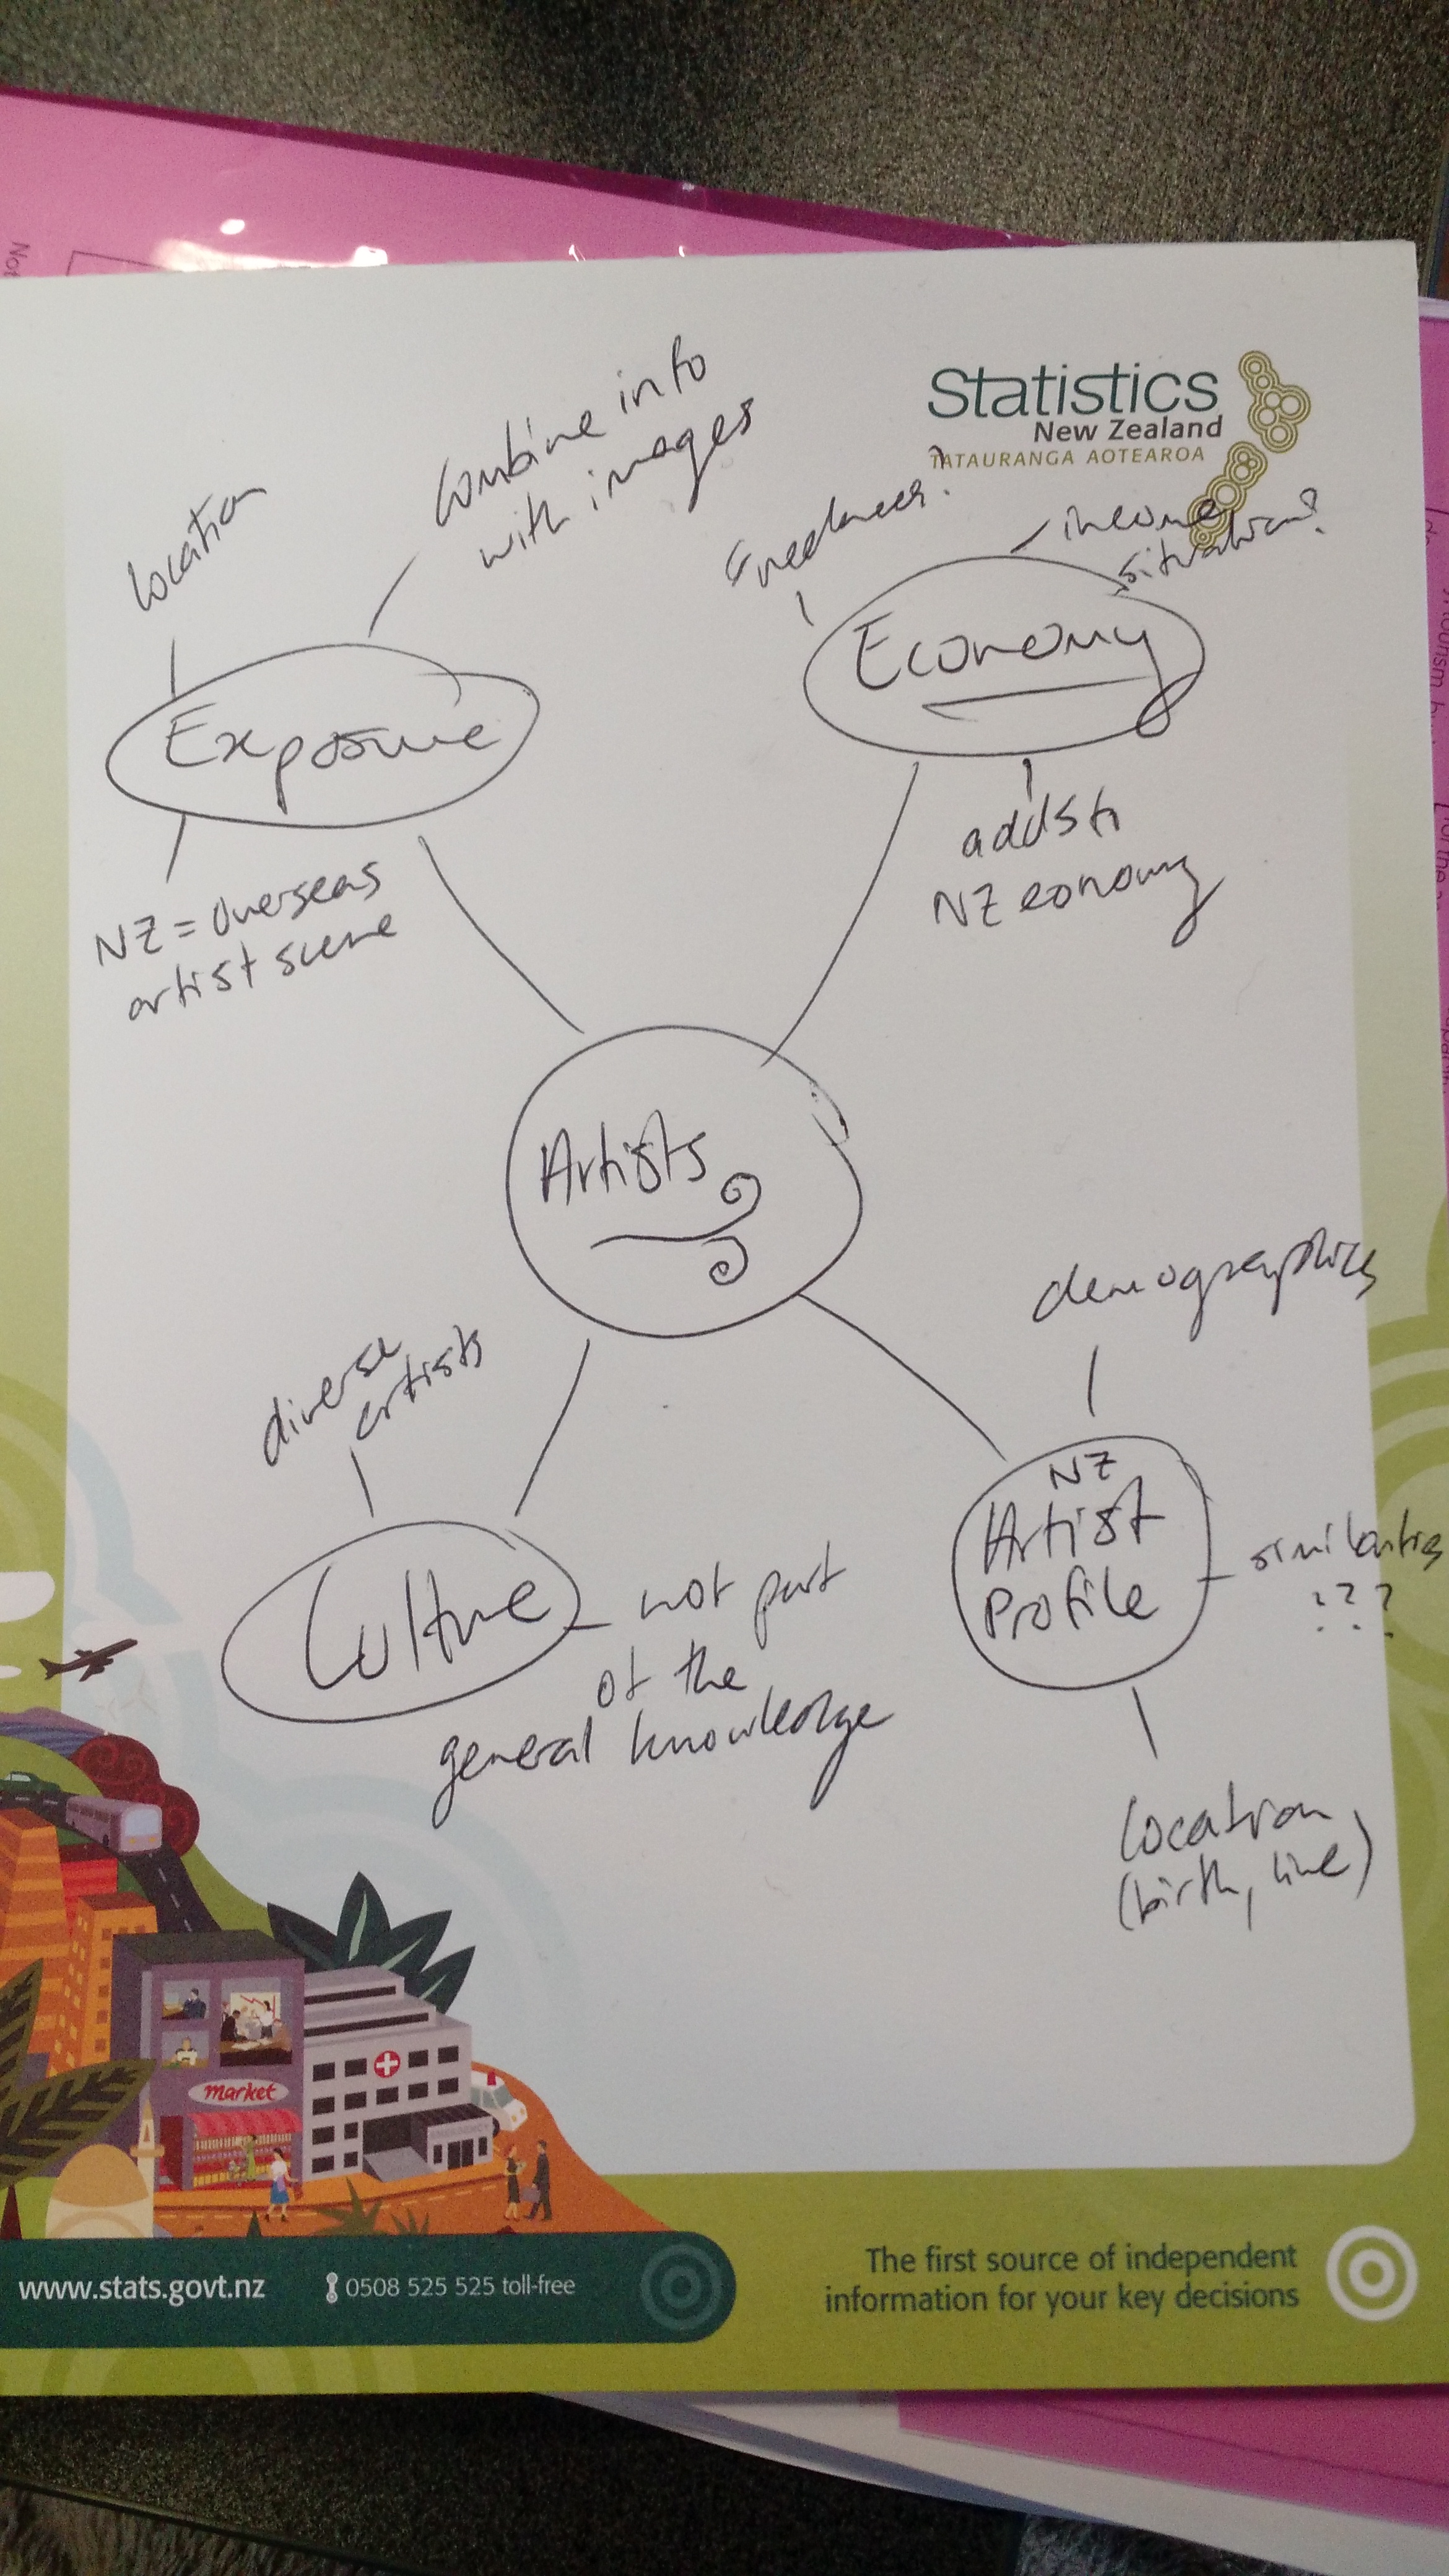 Statistics
New Zealand
TATAURANGA AOTEAROA
location
combine into
with images
Freelancer?
income
situation?
Exposure
Economy
NZ = overseas
artist scene
adds to
NZ economy
Artists
demographics
diverse
artists
NZ
Artist
Profile
similarities
???
Culture
not part
of the
general knowledge
location
(birth, live)
market
www.stats.govt.nz
0508 525 525 toll-free
The first source of independent
information for your key decisions